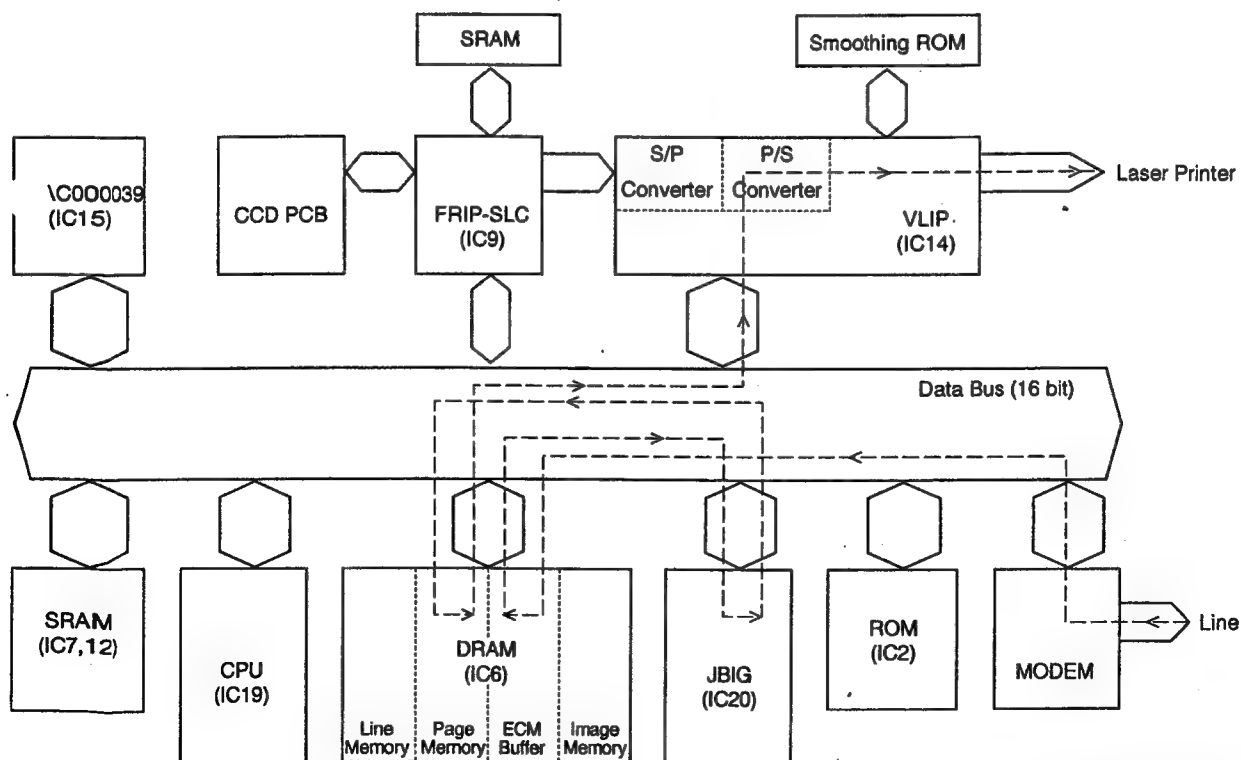 SRAM
Smoothing ROM
\C000039
(IC15)
CCD PCB
FRIP-SLC
(IC9)
S/P
Converter
P/S
Converter
VLIP
(IC14)
Laser Printer
Data Bus (16 bit)
SRAM
(IC7,12)
CPU
(IC19)
DRAM
(IC6)
Line
Memory
Page
Memory
ECM
Buffer
Image
Memory
JBIG
(IC20)
ROM
(IC2)
MODEM
Line